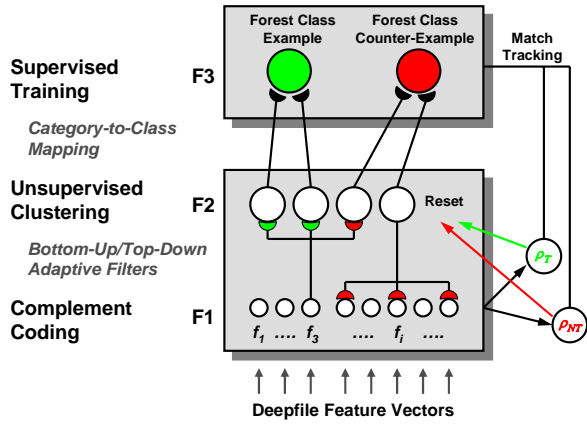 Forest Class
Example
Forest Class
Counter-Example
Match
Tracking
Supervised
Training
F3
Category-to-Class
Mapping
Unsupervised
Clustering
F2
Reset
Bottom-Up/Top-Down
Adaptive Filters
ρT
Complement
Coding
F1
ρNT
f1 .... f3 .... fi ....
Deepfile Feature Vectors